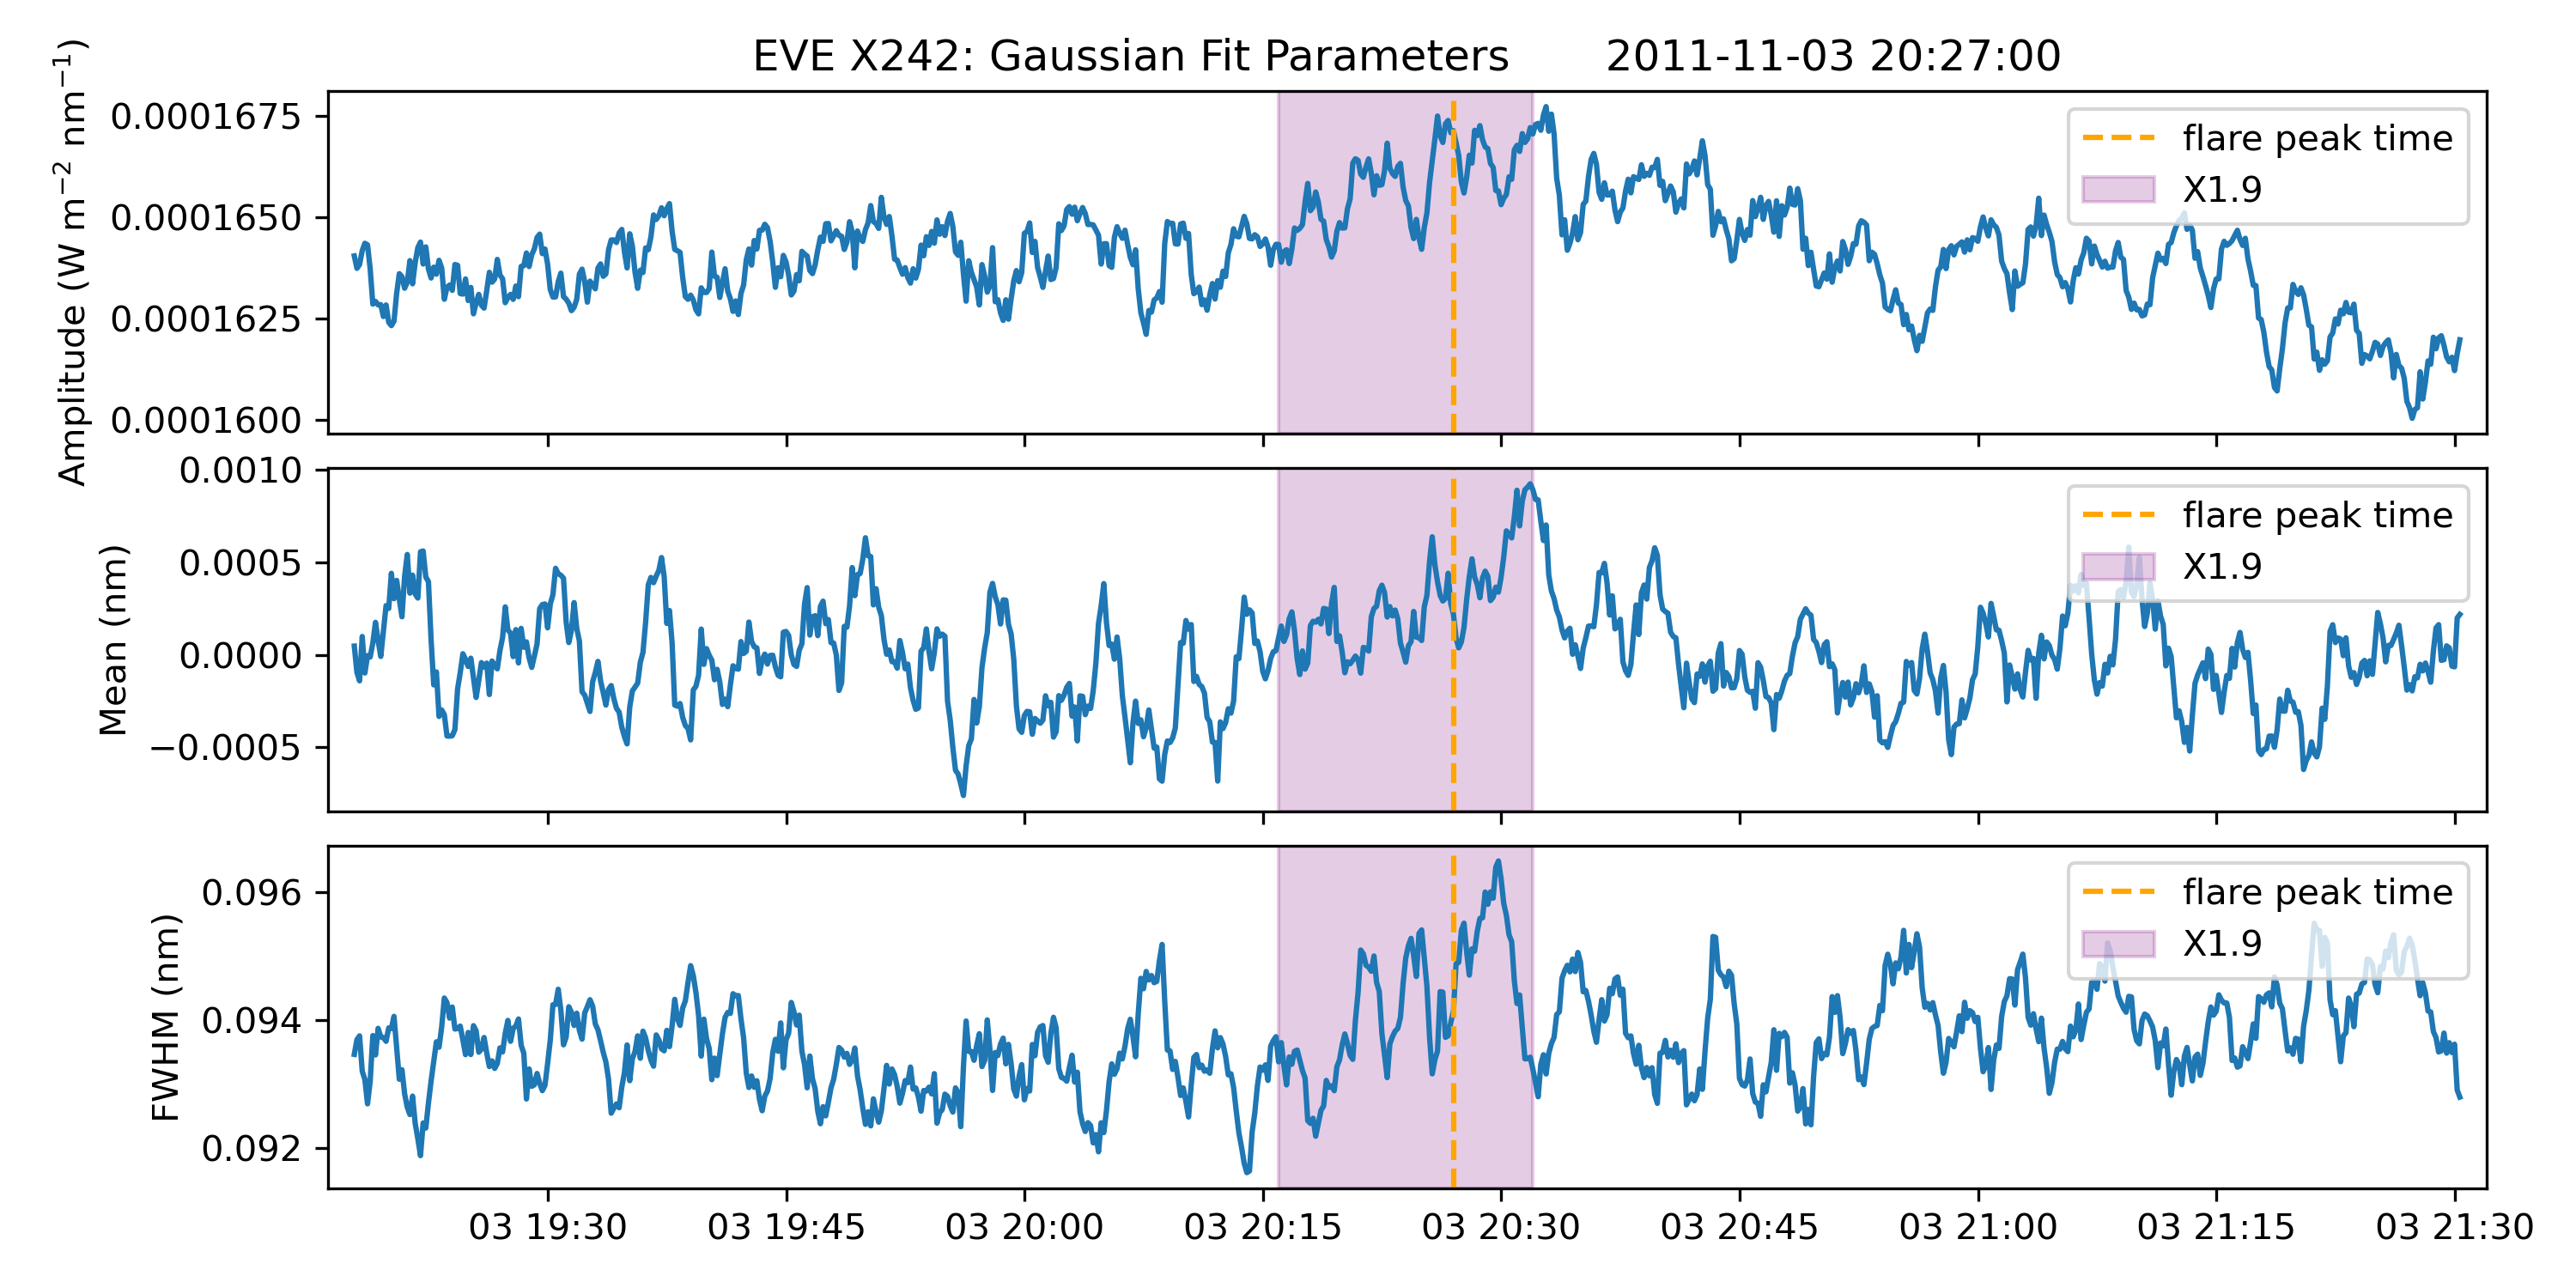 EVE X242: Gaussian Fit Parameters 2011-11-03 20:27:00
Amplitude (W m⁻² nm⁻¹)
0.0001675
0.0001650
0.0001625
0.0001600
flare peak time
X1.9
Mean (nm)
0.0010
0.0005
0.0000
−0.0005
flare peak time
X1.9
FWHM (nm)
0.096
0.094
0.092
flare peak time
X1.9
03 19:30 03 19:45 03 20:00 03 20:15 03 20:30 03 20:45 03 21:00 03 21:15 03 21:30